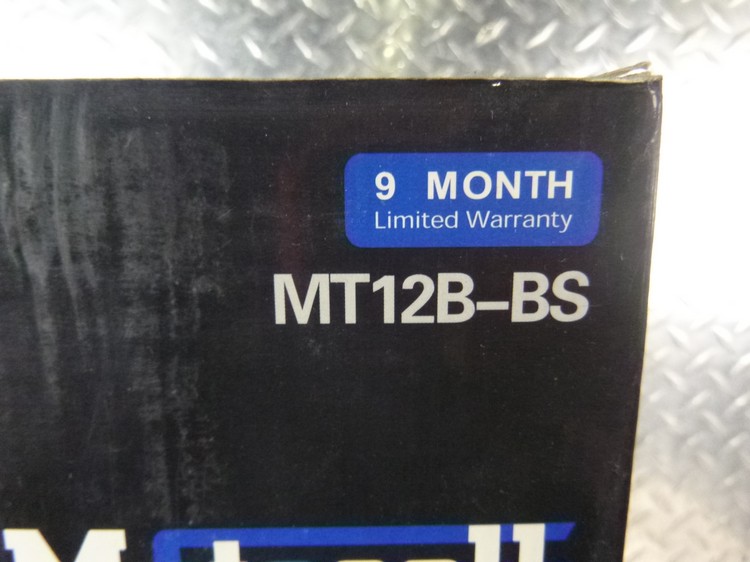 9 MONTH
Limited Warranty
MT12B-BS